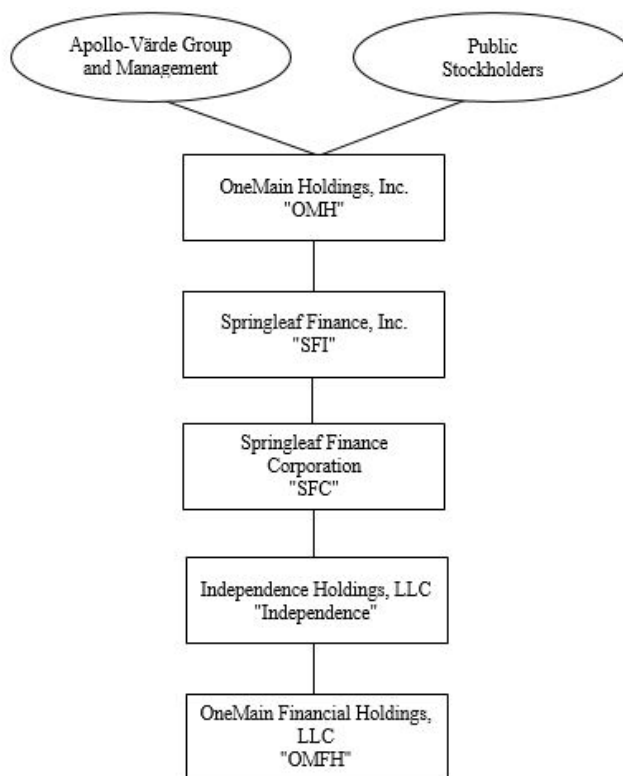 Apollo-Värde Group
and Management
Public
Stockholders
OneMain Holdings, Inc.
"OMH"
Springleaf Finance, Inc.
"SFI"
Springleaf Finance
Corporation
"SFC"
Independence Holdings, LLC
"Independence"
OneMain Financial Holdings,
LLC
"OMFH"